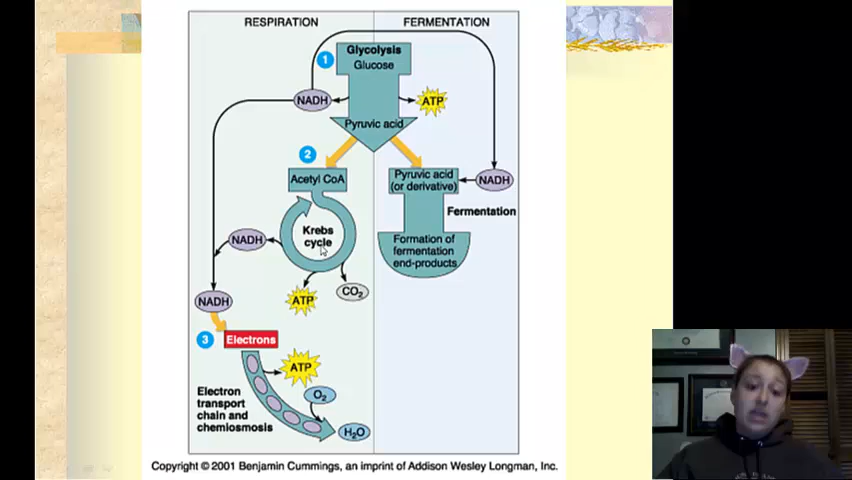 RESPIRATION
FERMENTATION
1
Glycolysis
Glucose
NADH
ATP
Pyruvic acid
2
Acetyl CoA
Pyruvic acid
(or derivative)
NADH
Fermentation
Krebs
cycle
NADH
Formation of
fermentation
end-products
ATP
CO2
NADH
3
Electrons
ATP
Electron
transport
chain and
chemiosmosis
O2
H2O
Copyright © 2001 Benjamin Cummings, an imprint of Addison Wesley Longman, Inc.